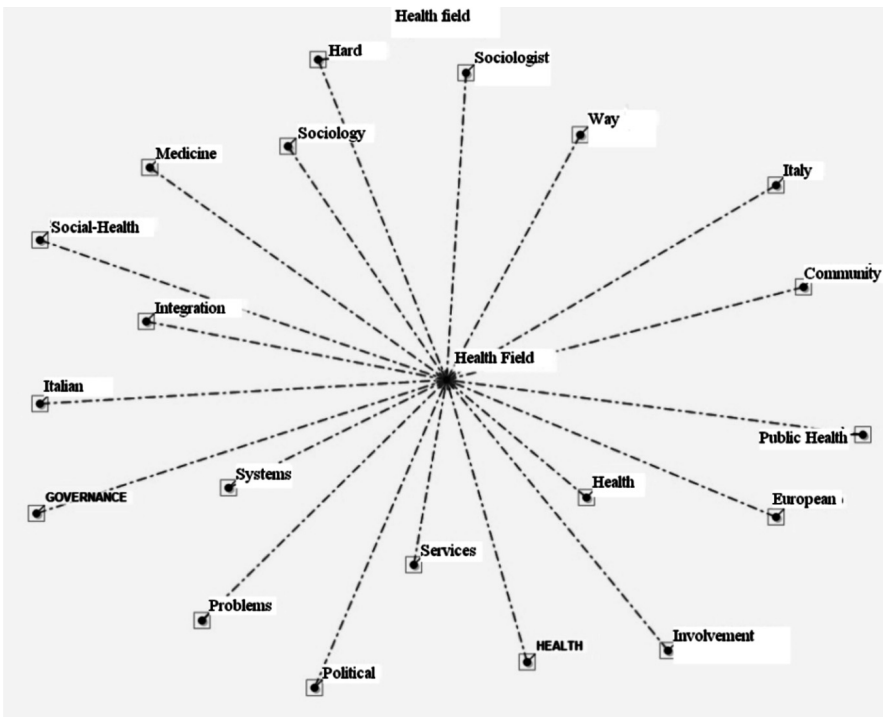 Health field
Hard
Sociologist
Way
Sociology
Medicine
Italy
Social-Health
Community
Integration
Health Field
Italian
Public Health
Systems
Health
GOVERNANCE
European
Services
Problems
Involvement
HEALTH
Political